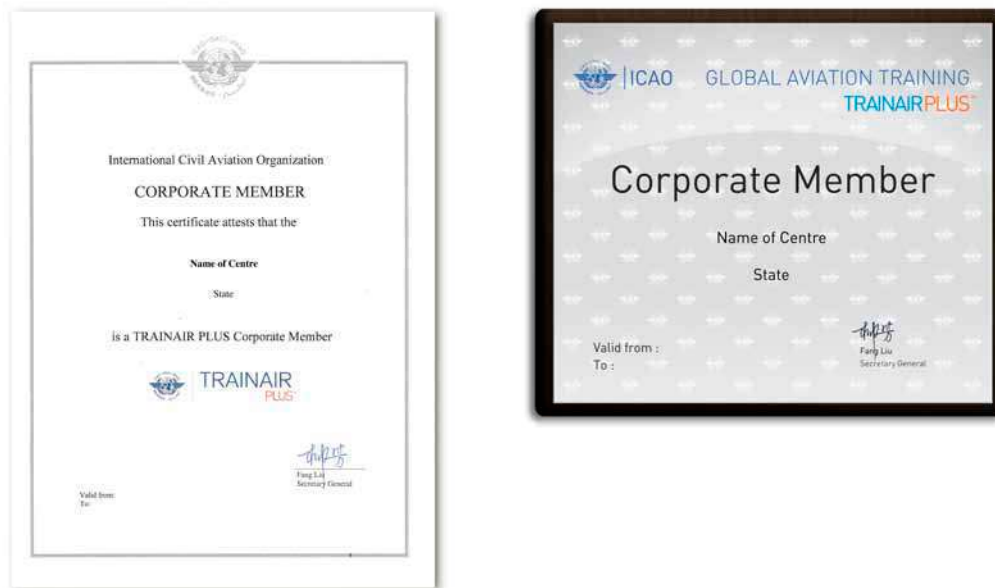 International Civil Aviation Organization
CORPORATE MEMBER
This certificate attests that the
Name of Centre
State
is a TRAINAIR PLUS Corporate Member
TRAINAIR
PLUS™
Fang Liu
Secretary General
Valid from:
To:
ICAO
GLOBAL AVIATION TRAINING
TRAINAIRPLUS™
Corporate Member
Name of Centre
State
Valid from :
To :
Fang Liu
Secretary General